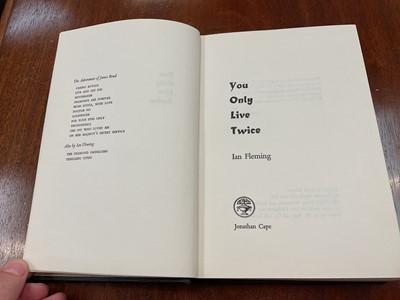 The Adventures of James Bond
CASINO ROYALE
LIVE AND LET DIE
MOONRAKER
DIAMONDS ARE FOREVER
FROM RUSSIA, WITH LOVE
DOCTOR NO
GOLDFINGER
FOR YOUR EYES ONLY
THUNDERBALL
THE SPY WHO LOVED ME
ON HER MAJESTY'S SECRET SERVICE
Also by Ian Fleming
THE DIAMOND SMUGGLERS
THRILLING CITIES
You
Only
Live
Twice
Ian Fleming
Jonathan Cape